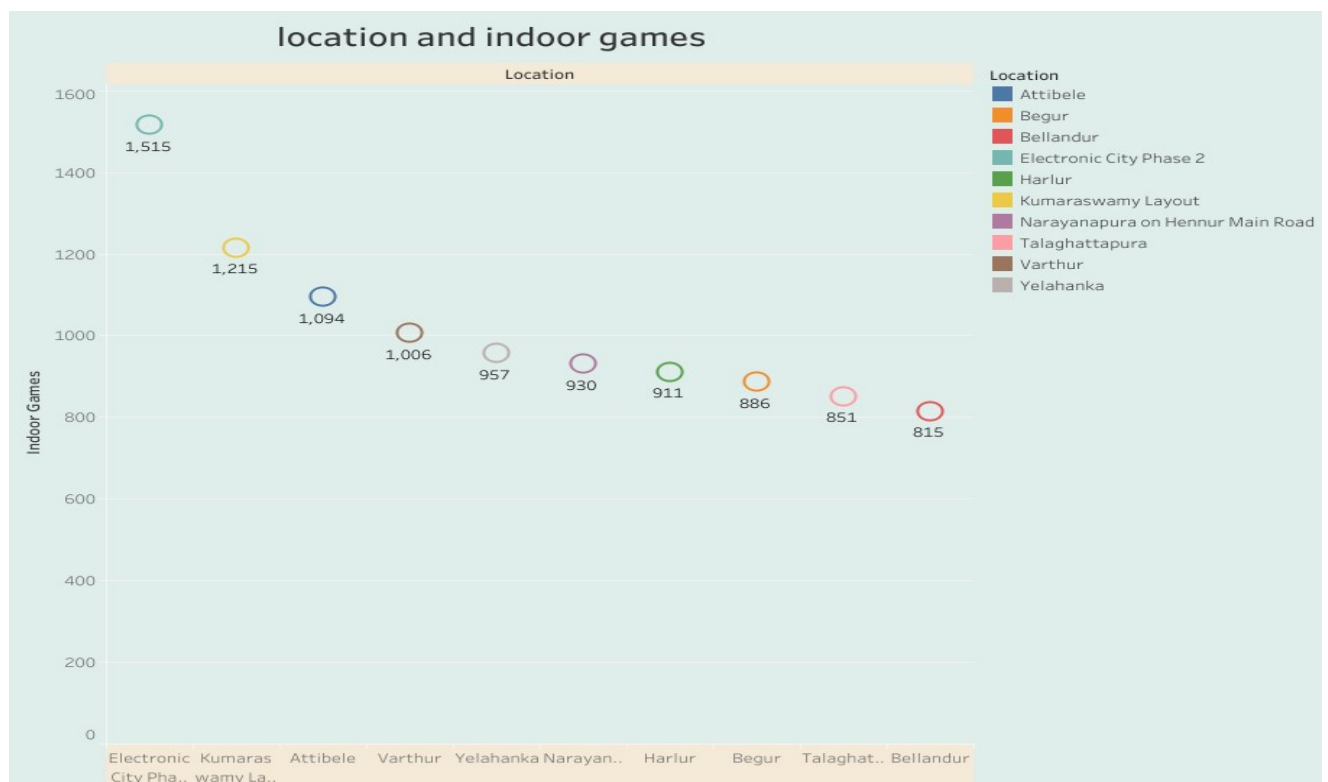 location and indoor games
Location
Indoor Games
1600
1400
1200
1000
800
600
400
200
0
1,515
1,215
1,094
1,006
957
930
911
886
851
815
Electronic City Pha..
Kumaras wamy La..
Attibele
Varthur
Yelahanka
Narayan..
Harlur
Begur
Talaghat..
Bellandur
Location
Attibele
Begur
Bellandur
Electronic City Phase 2
Harlur
Kumaraswamy Layout
Narayanapura on Hennur Main Road
Talaghattapura
Varthur
Yelahanka